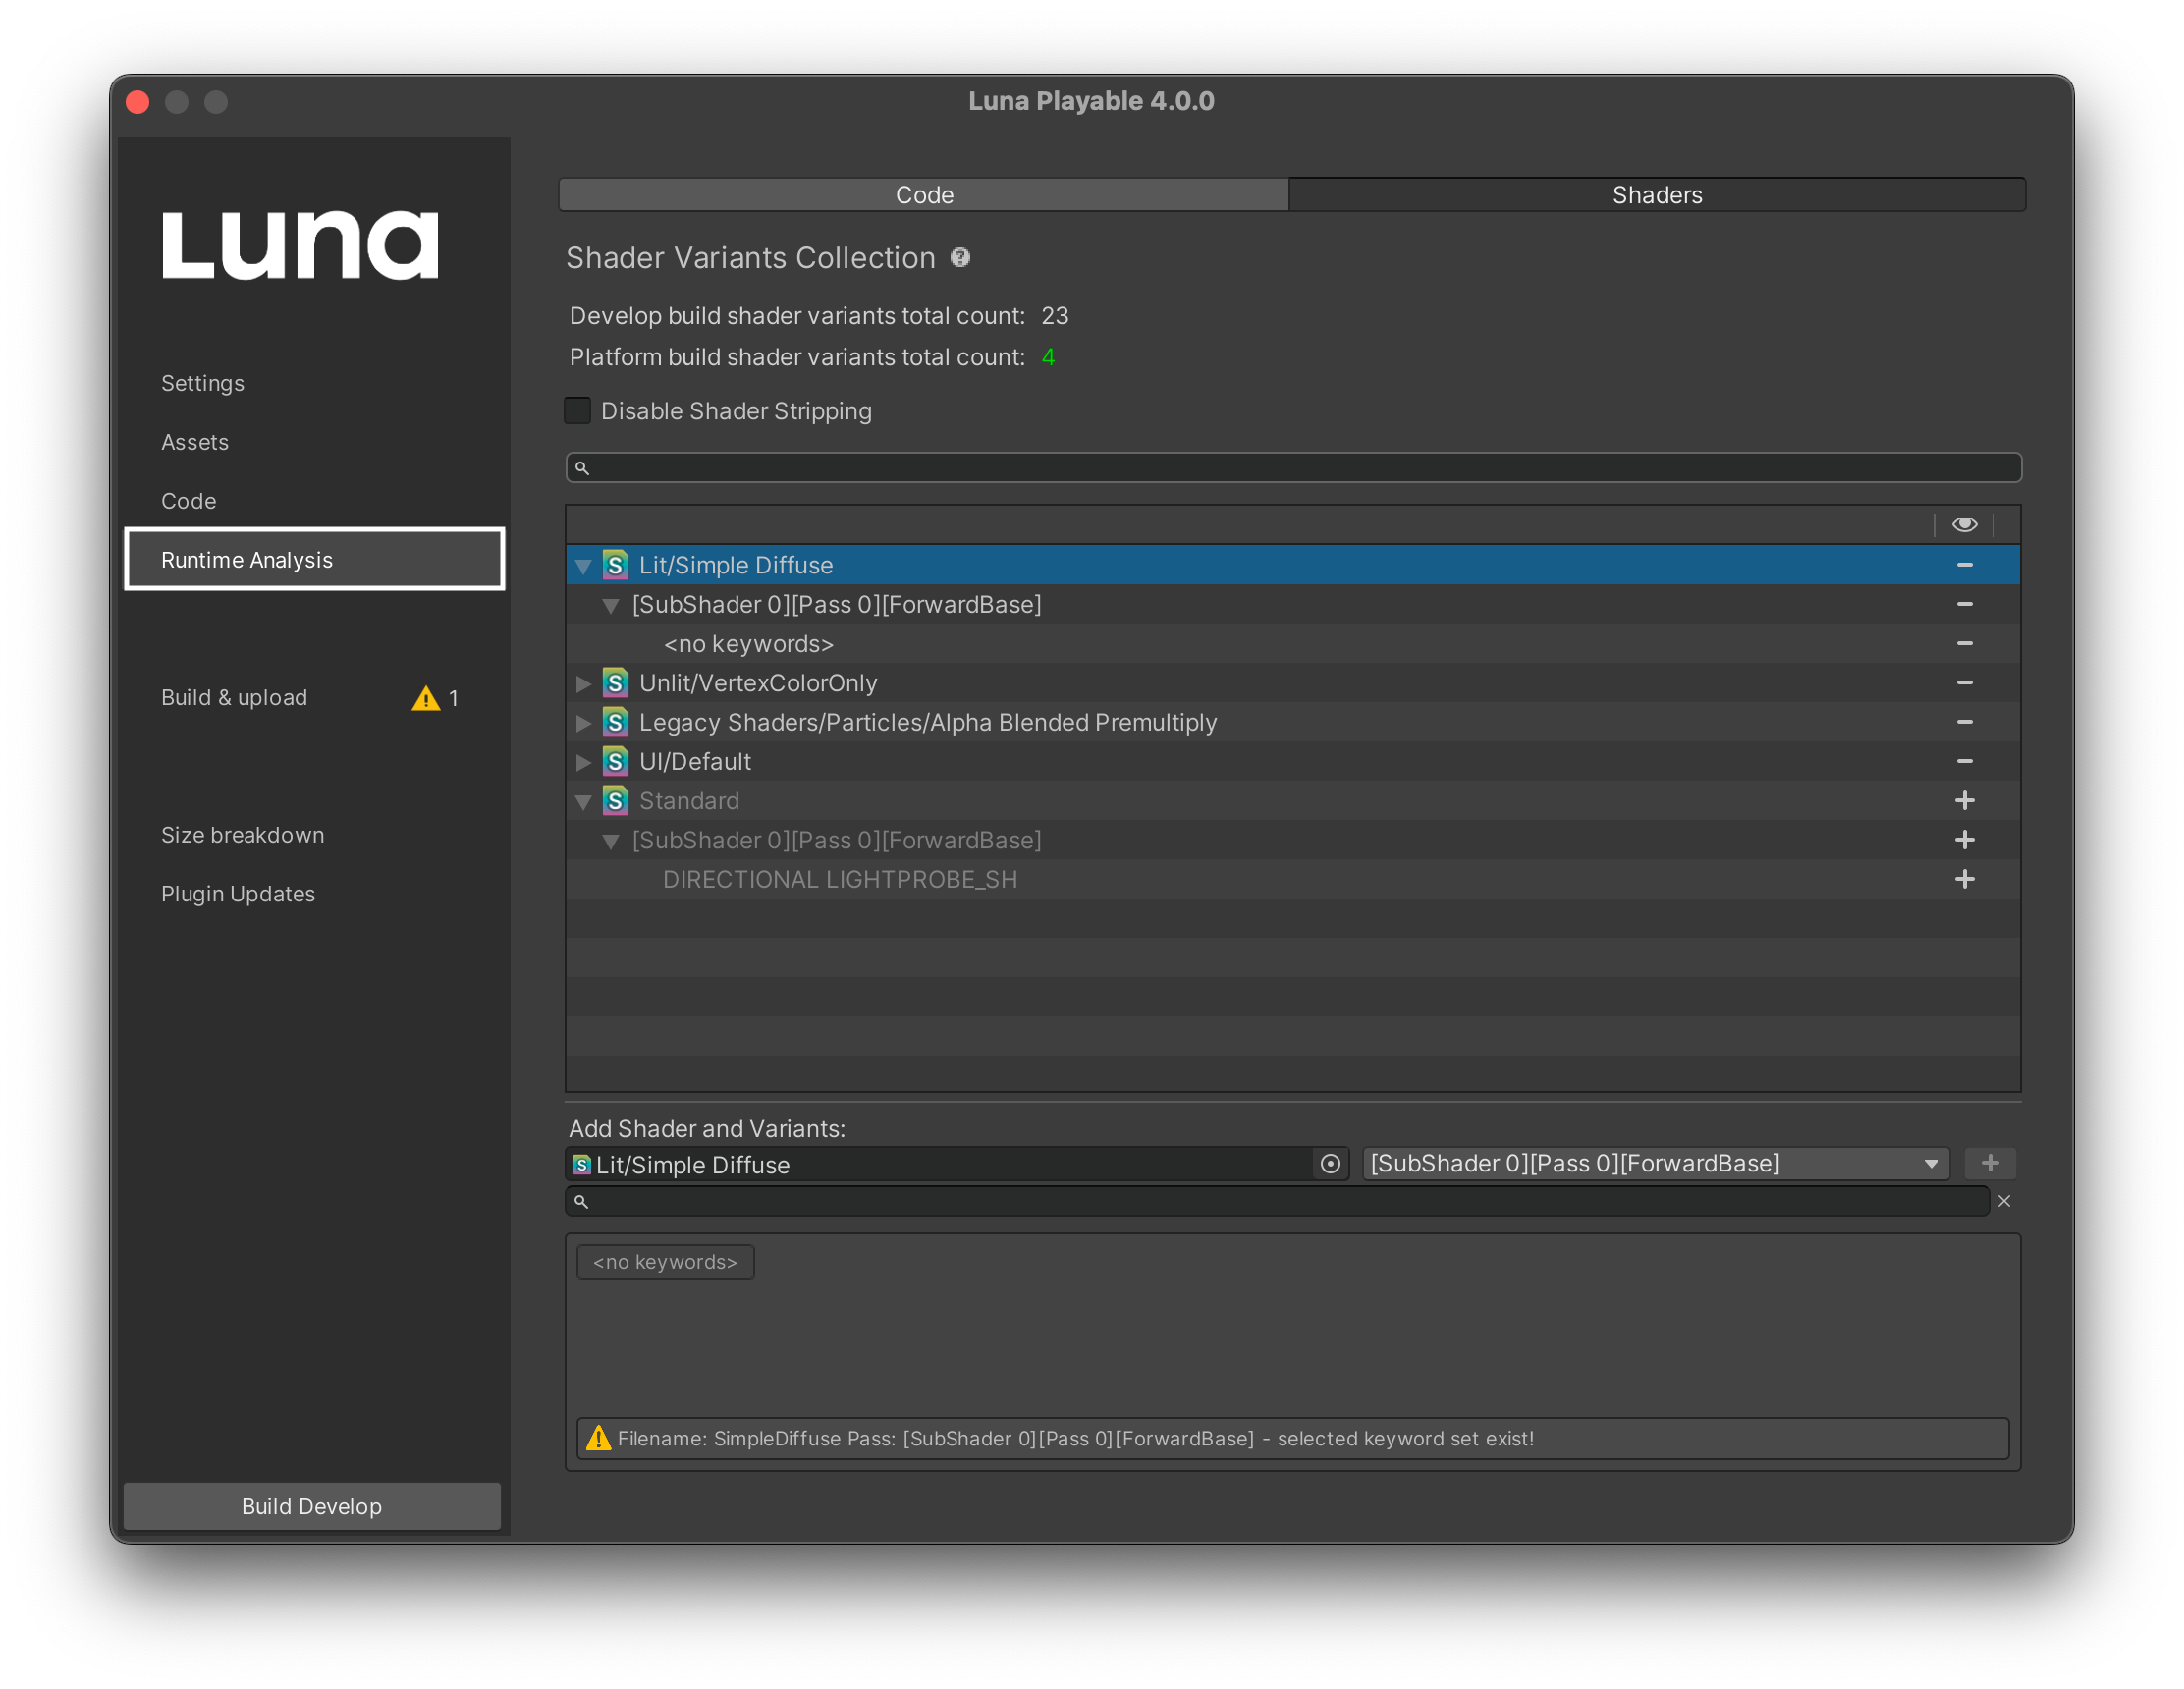 Luna Playable 4.0.0
Luna
Settings
Assets
Code
Runtime Analysis
Build & upload 1
Size breakdown
Plugin Updates
Build Develop
Code Shaders
Shader Variants Collection
Develop build shader variants total count: 23
Platform build shader variants total count: 4
Disable Shader Stripping
Lit/Simple Diffuse
[SubShader 0][Pass 0][ForwardBase]
<no keywords>
Unlit/VertexColorOnly
Legacy Shaders/Particles/Alpha Blended Premultiply
UI/Default
Standard
[SubShader 0][Pass 0][ForwardBase]
DIRECTIONAL LIGHTPROBE_SH
Add Shader and Variants:
Lit/Simple Diffuse [SubShader 0][Pass 0][ForwardBase]
<no keywords>
Filename: SimpleDiffuse Pass: [SubShader 0][Pass 0][ForwardBase] - selected keyword set exist!